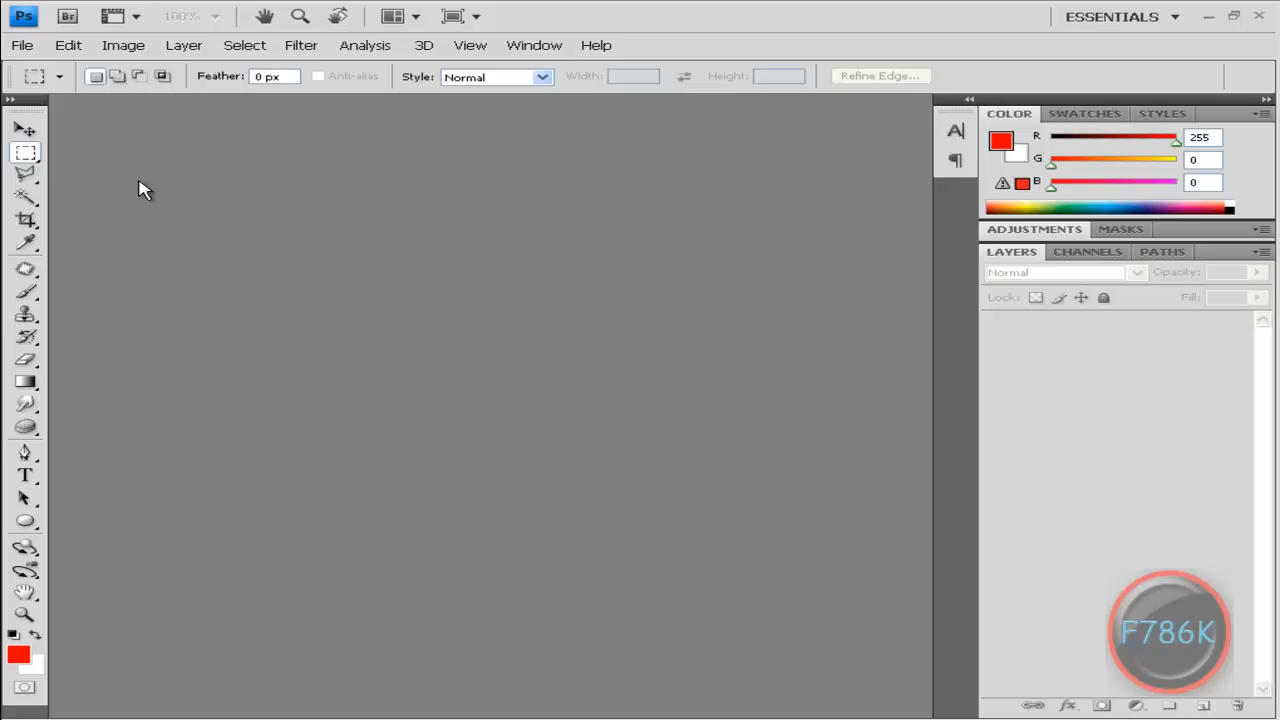 Ps Br 100% ESSENTIALS
File Edit Image Layer Select Filter Analysis 3D View Window Help
Feather: 0 px Anti-alias Style: Normal Width: Height: Refine Edge...
COLOR SWATCHES STYLES
A
R 255
G 0
B 0
ADJUSTMENTS MASKS
LAYERS CHANNELS PATHS
Normal Opacity:
Lock: Fill:
T
F786K
fx